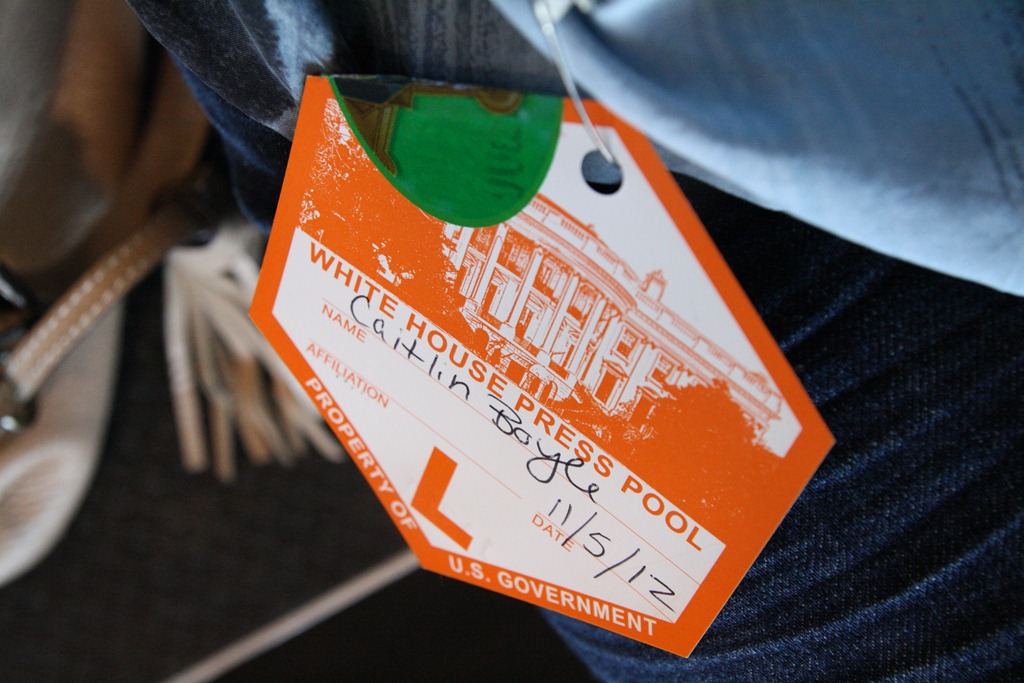 WHITE HOUSE PRESS POOL
NAME
Caitlin Boyle
AFFILIATION
11/5/12
DATE
L
PROPERTY OF
U.S. GOVERNMENT